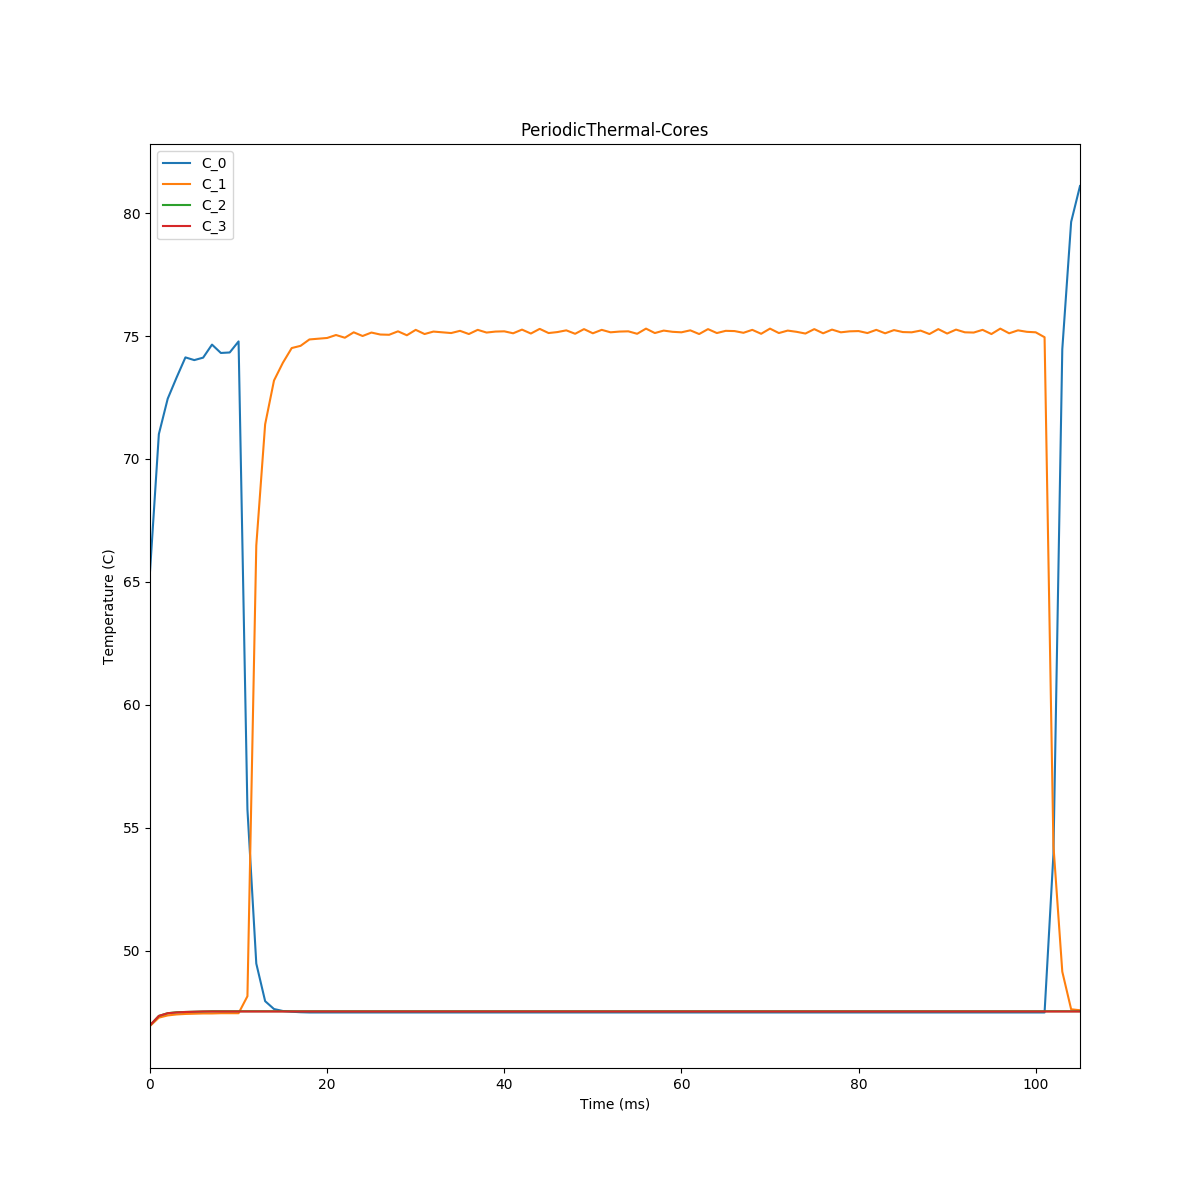 PeriodicThermal-Cores
C_0
C_1
C_2
C_3
80
75
70
65
60
55
50
Temperature (C)
0 20 40 60 80 100
Time (ms)